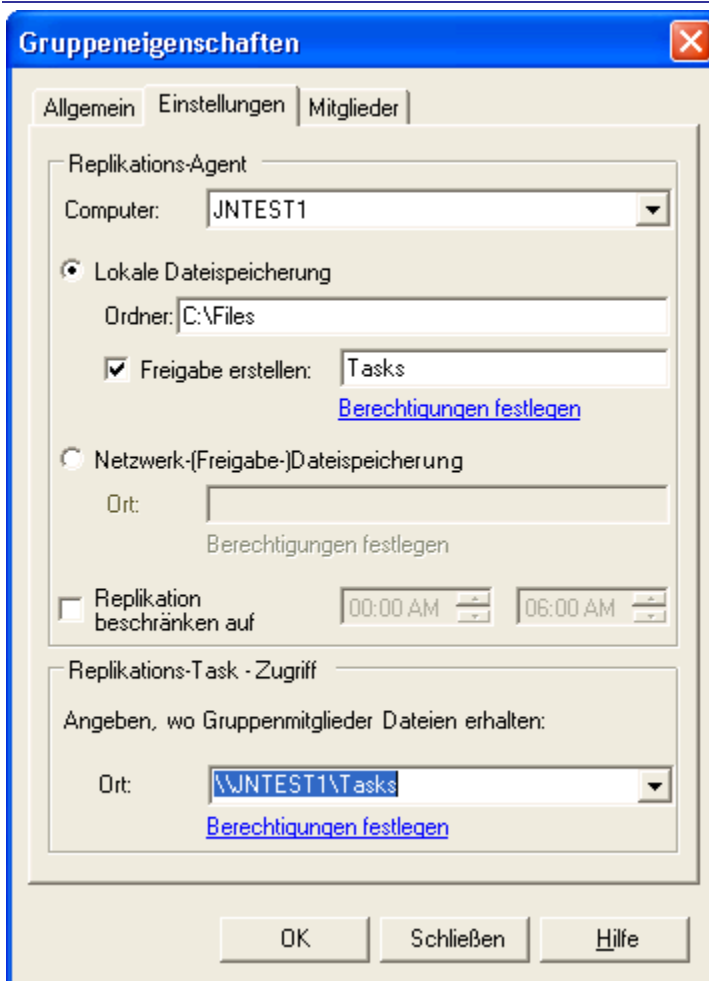 Gruppeneigenschaften
Allgemein Einstellungen Mitglieder
Replikations-Agent
Computer: JNTEST1
Lokale Dateispeicherung
Ordner: C:\Files
Freigabe erstellen: Tasks
Berechtigungen festlegen
Netzwerk-(Freigabe-)Dateispeicherung
Ort:
Berechtigungen festlegen
Replikation
beschränken auf 00:00 AM 06:00 AM
Replikations-Task - Zugriff
Angeben, wo Gruppenmitglieder Dateien erhalten:
Ort: \\JNTEST1\Tasks
Berechtigungen festlegen
OK Schließen Hilfe